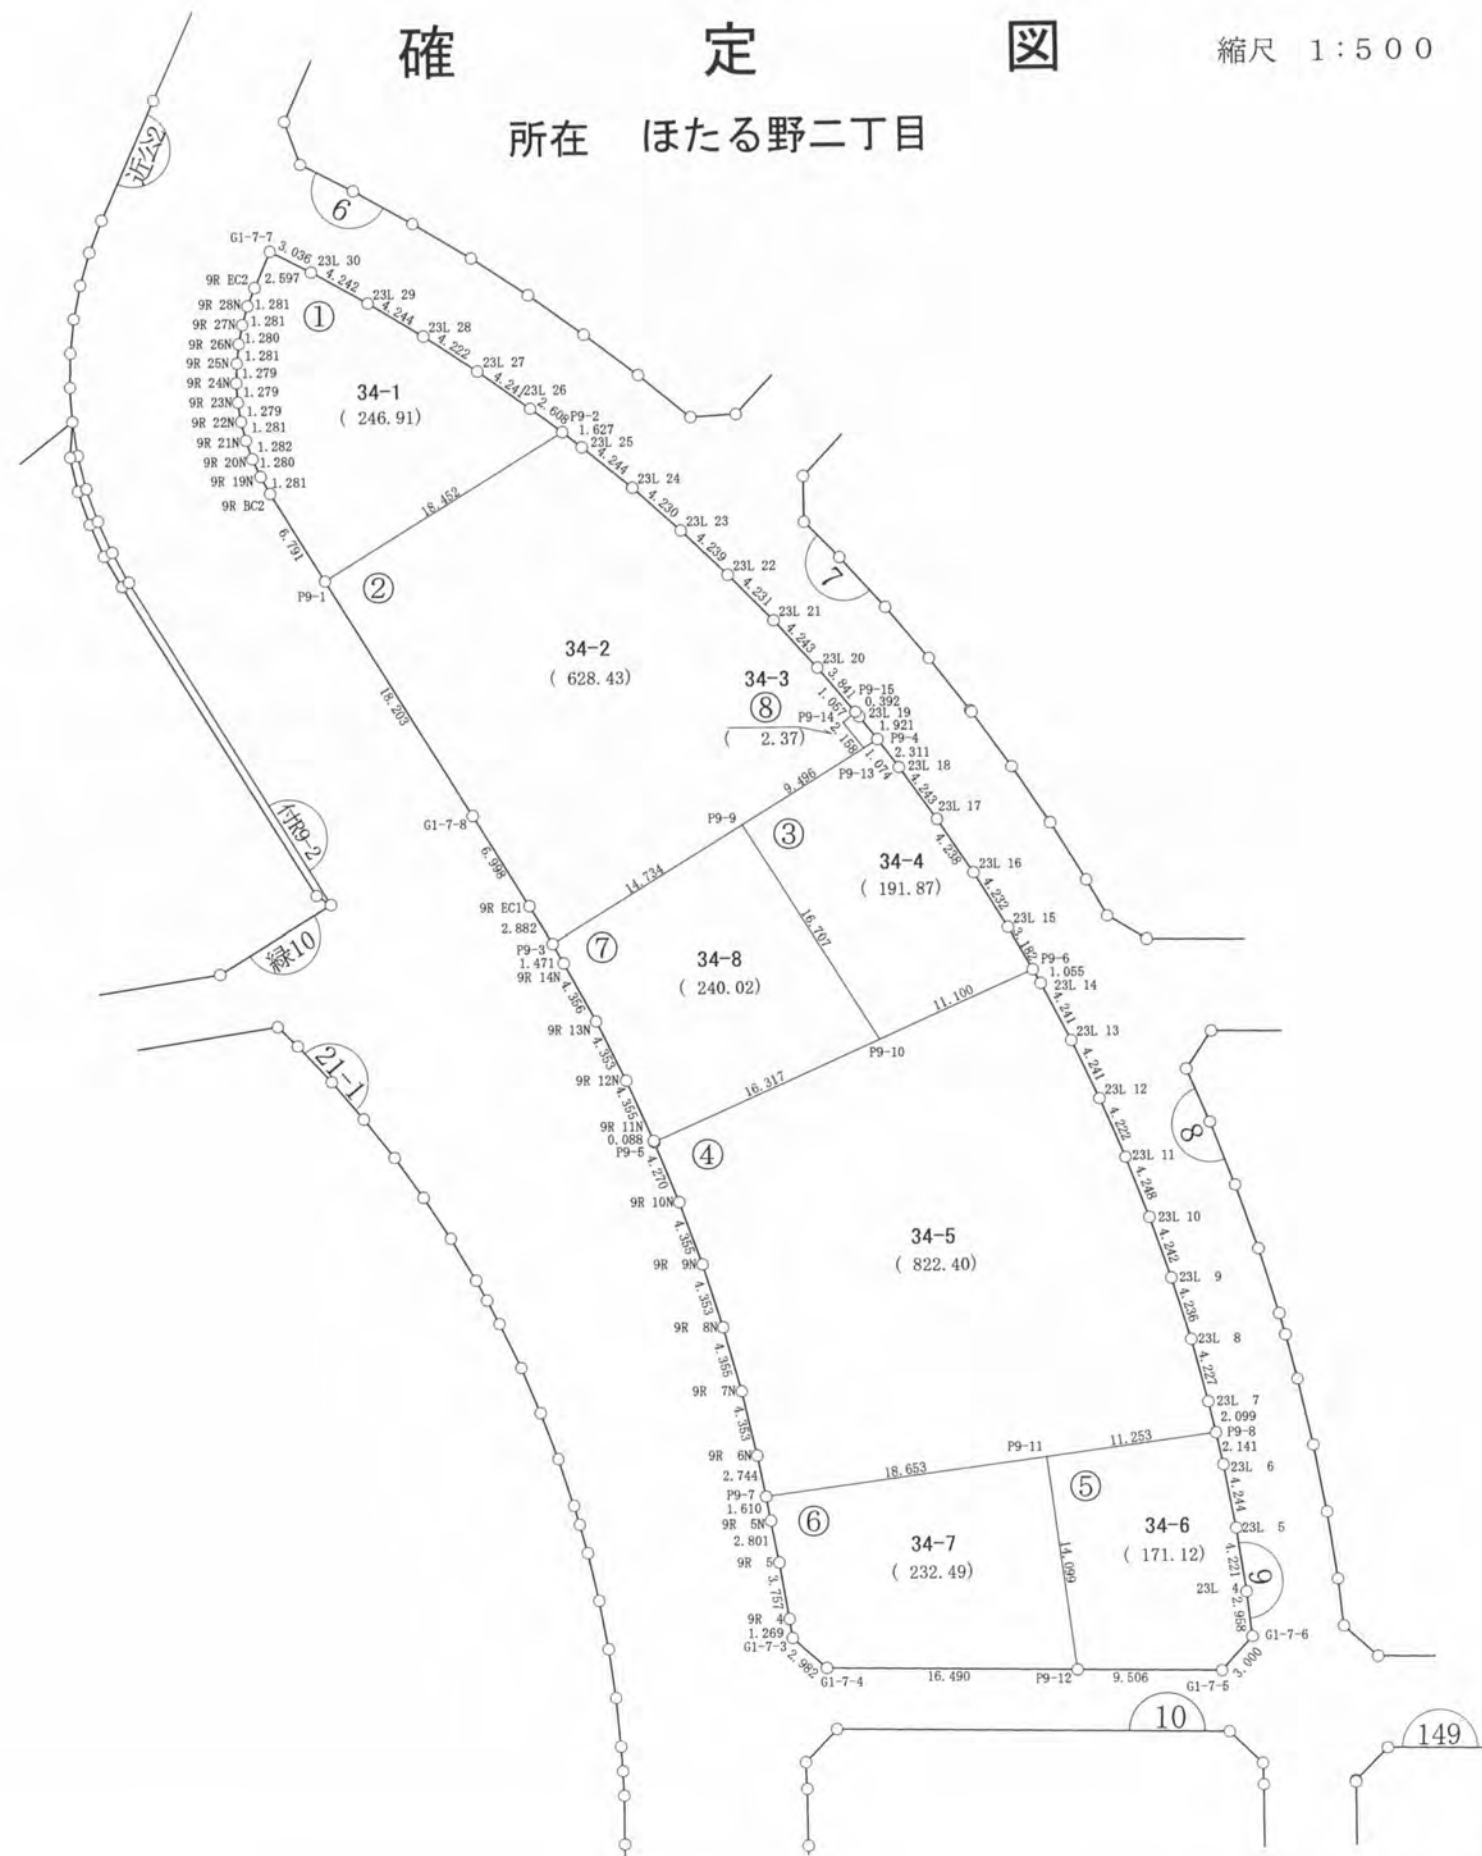 確定図
縮尺 1:500
所在 ほたる野二丁目
近公2
6
G1-7-7
3.036
23L 30
9R EC2
2.597
4.242
23L 29
9R 28N
1.281
①
4.244
23L 28
9R 27N
1.281
9R 26N
1.280
4.222
9R 25N
1.281
23L 27
9R 24N
1.279
34-1
4.241
23L 26
9R 23N
1.279
(246.91)
2.608
P9-2
9R 22N
1.279
1.627
9R 21N
1.281
23L 25
9R 20N
1.282
4.244
9R 19N
1.280
23L 24
9R BC2
1.281
18.452
4.230
23L 23
6.791
4.239
23L 22
P9-1
②
4.231
23L 21
7
34-2
4.243
(628.43)
23L 20
34-3
3.841
P9-15
18.203
⑧
1.057
0.392
P9-14
23L 19
(2.37)
2.158
1.921
P9-4
2.311
P9-13
1.074
23L 18
9.496
4.243
23L 17
G1-7-8
P9-9
③
付R9-2
4.238
6.998
34-4
23L 16
14.734
(191.87)
4.232
9R EC1
23L 15
2.882
16.707
3.182
P9-3
⑦
緑10
1.471
34-8
P9-6
9R 14N
(240.02)
1.055
23L 14
4.356
11.100
4.241
9R 13N
23L 13
P9-10
4.353
21-1
9R 12N
16.317
4.241
23L 12
4.355
9R 11N
4.222
0.088
8
P9-5
④
23L 11
4.270
4.248
9R 10N
23L 10
4.355
34-5
4.242
9R 9N
(822.40)
23L 9
4.353
4.236
9R 8N
23L 8
4.355
4.227
9R 7N
23L 7
4.353
2.099
P9-8
P9-11
11.253
2.141
9R 6N
18.653
23L 6
2.744
⑤
P9-7
4.244
1.610
9R 5N
⑥
34-6
23L 5
2.801
34-7
14.099
(171.12)
4.221
9R 5
(232.49)
9
23L 4
3.757
2.958
9R 4
1.269
G1-7-3
G1-7-6
2.982
3.000
G1-7-4
16.490
P9-12
9.506
G1-7-5
10
149